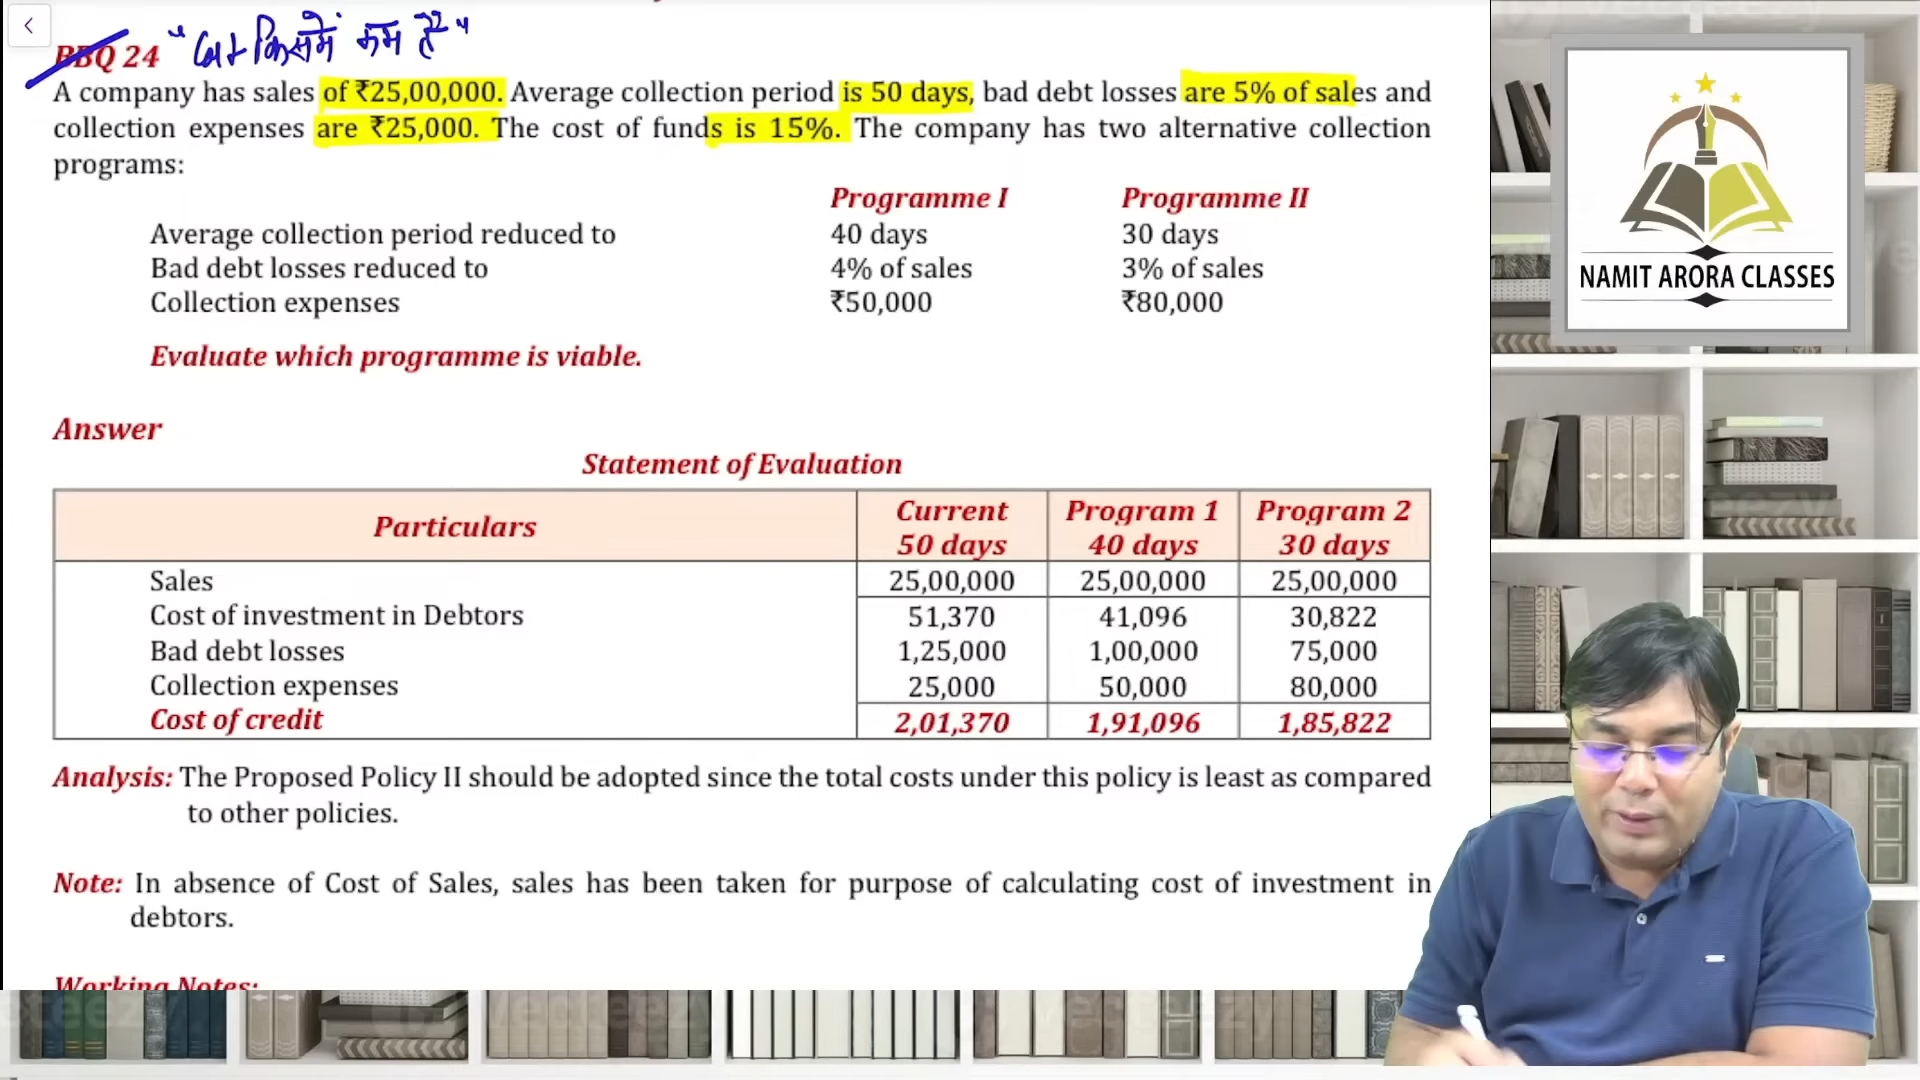 BBQ 24 "Cost किसमें कम है"
A company has sales of ₹25,00,000. Average collection period is 50 days, bad debt losses are 5% of sales and
collection expenses are ₹25,000. The cost of funds is 15%. The company has two alternative collection
programs:
Programme I Programme II
Average collection period reduced to 40 days 30 days
Bad debt losses reduced to 4% of sales 3% of sales
Collection expenses ₹50,000 ₹80,000
Evaluate which programme is viable.
Answer
Statement of Evaluation
Particulars Current 50 days Program 1 40 days Program 2 30 days
Sales 25,00,000 25,00,000 25,00,000
Cost of investment in Debtors 51,370 41,096 30,822
Bad debt losses 1,25,000 1,00,000 75,000
Collection expenses 25,000 50,000 80,000
Cost of credit 2,01,370 1,91,096 1,85,822
Analysis: The Proposed Policy II should be adopted since the total costs under this policy is least as compared
to other policies.
Note: In absence of Cost of Sales, sales has been taken for purpose of calculating cost of investment in
debtors.
Working Notes:
NAMIT ARORA CLASSES